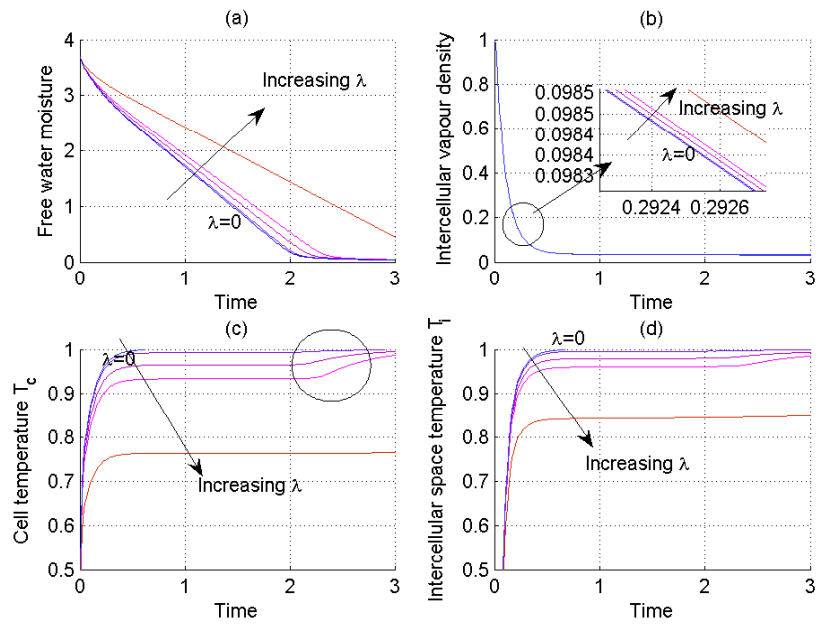 (a)
4
3
2
1
0
Free water moisture
Increasing λ
λ=0
0 1 2 3
Time
(b)
1
0.8
0.6
0.4
0.2
0
Intercellular vapour density
0.0985
0.0985
0.0984
0.0984
0.0983
Increasing λ
λ=0
0.2924 0.2926
0 1 2 3
Time
(c)
1
0.9
0.8
0.7
0.6
0.5
Cell temperature Tc
λ=0
Increasing λ
0 1 2 3
Time
(d)
1
0.9
0.8
0.7
0.6
0.5
Intercellular space temperature Ti
λ=0
Increasing λ
0 1 2 3
Time